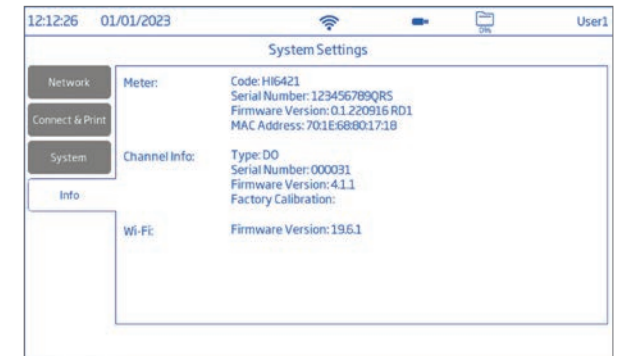 12:12:26 01/01/2023 0% User1
System Settings
Network
Connect & Print
System
Info
Meter: Code: HI6421
Serial Number: 123456789QRS
Firmware Version: 0.1.220916 RD1
MAC Address: 70:1E:68:80:17:18
Channel Info: Type: DO
Serial Number: 000031
Firmware Version: 4.1.1
Factory Calibration:
Wi-Fi: Firmware Version: 19.6.1